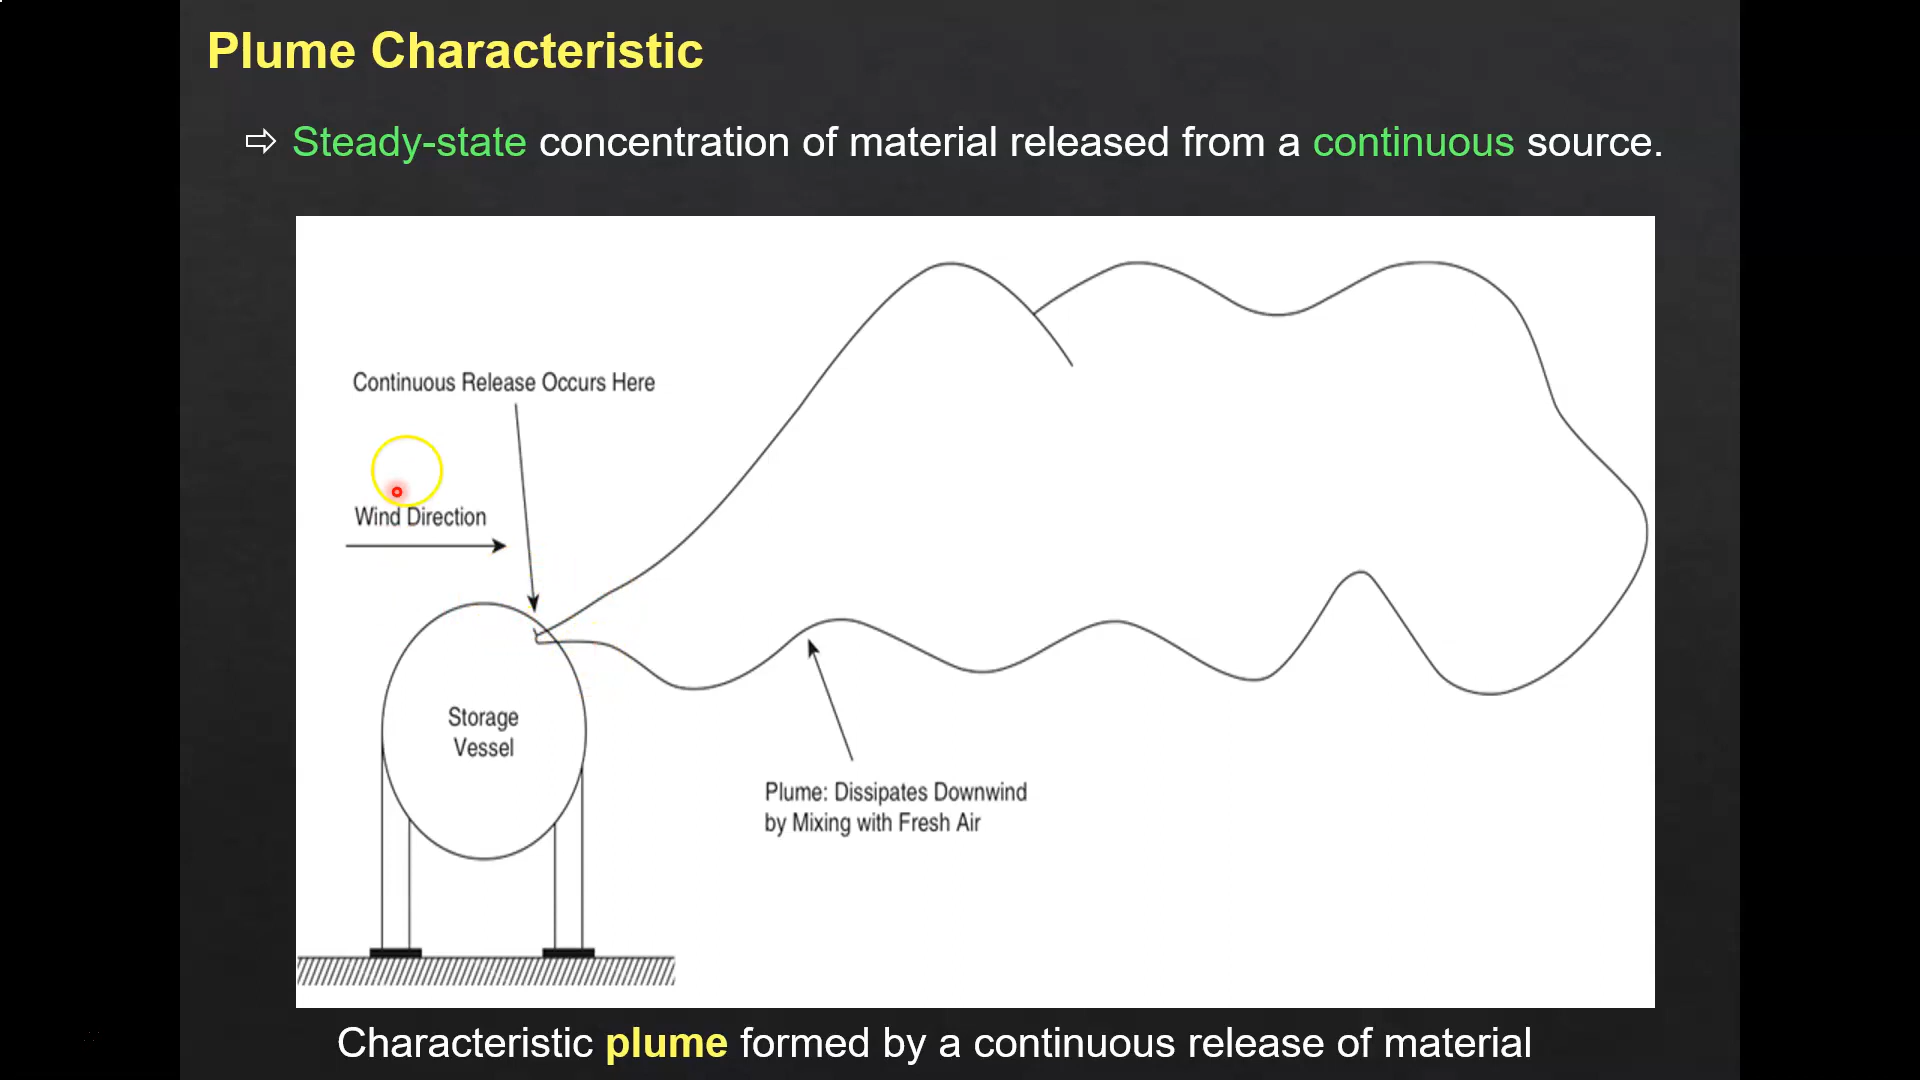 Plume Characteristic
⇨ Steady-state concentration of material released from a continuous source.
Continuous Release Occurs Here
Wind Direction
Storage
Vessel
Plume: Dissipates Downwind
by Mixing with Fresh Air
Characteristic plume formed by a continuous release of material